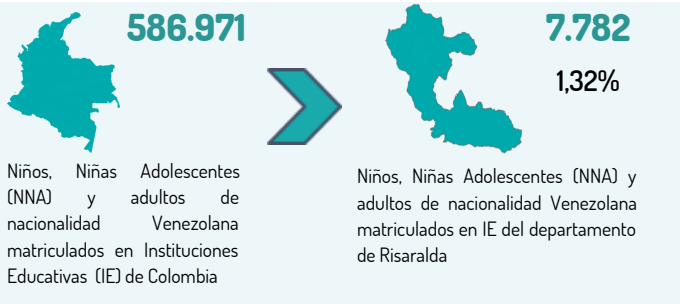 586.971
Niños, Niñas Adolescentes
(NNA) y adultos de
nacionalidad Venezolana
matriculados en Instituciones
Educativas (IE) de Colombia
7.782
1,32%
Niños, Niñas Adolescentes (NNA) y
adultos de nacionalidad Venezolana
matriculados en IE del departamento
de Risaralda